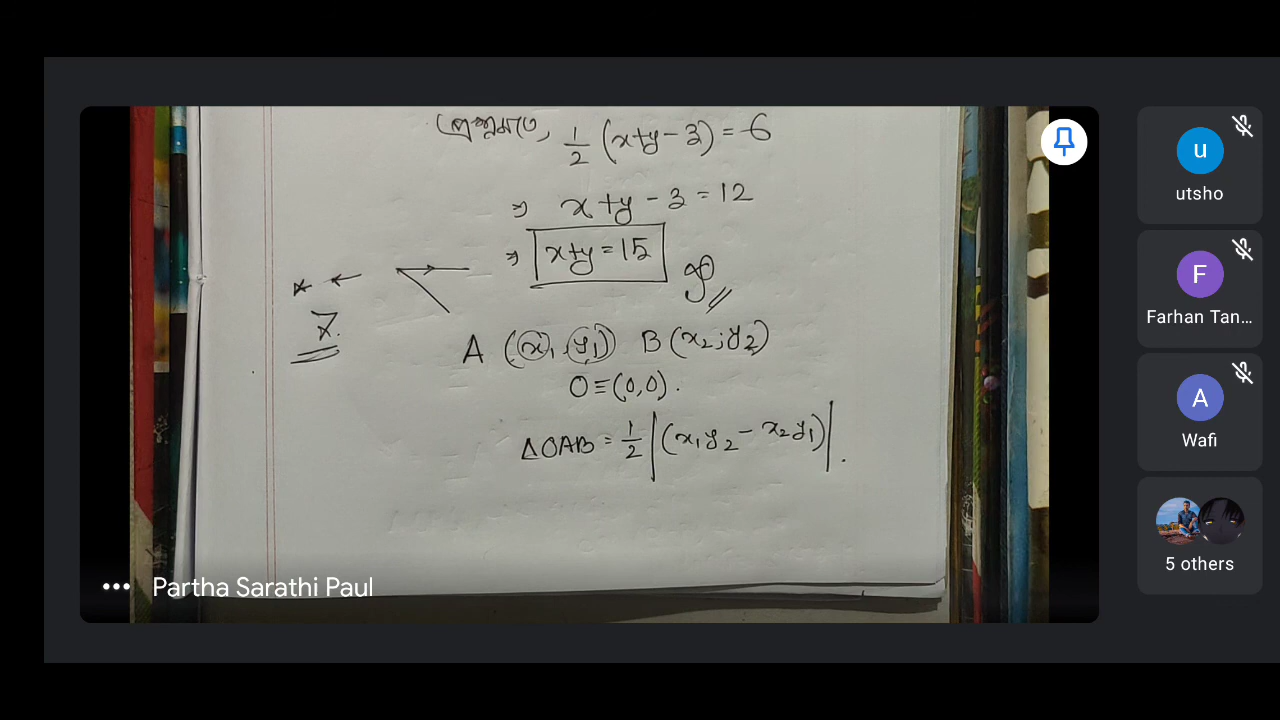 প্রশ্নমতে, 1/2 (x+y-3) = 6
⇒ x+y-3 = 12
⇒ x+y = 15
7.
A (x₁, y₁) B (x₂, y₂)
O≡(0,0).
ΔOAB = 1/2 |(x₁y₂ - x₂y₁)|.
Partha Sarathi Paul
u
utsho
F
Farhan Tan...
A
Wafi
5 others